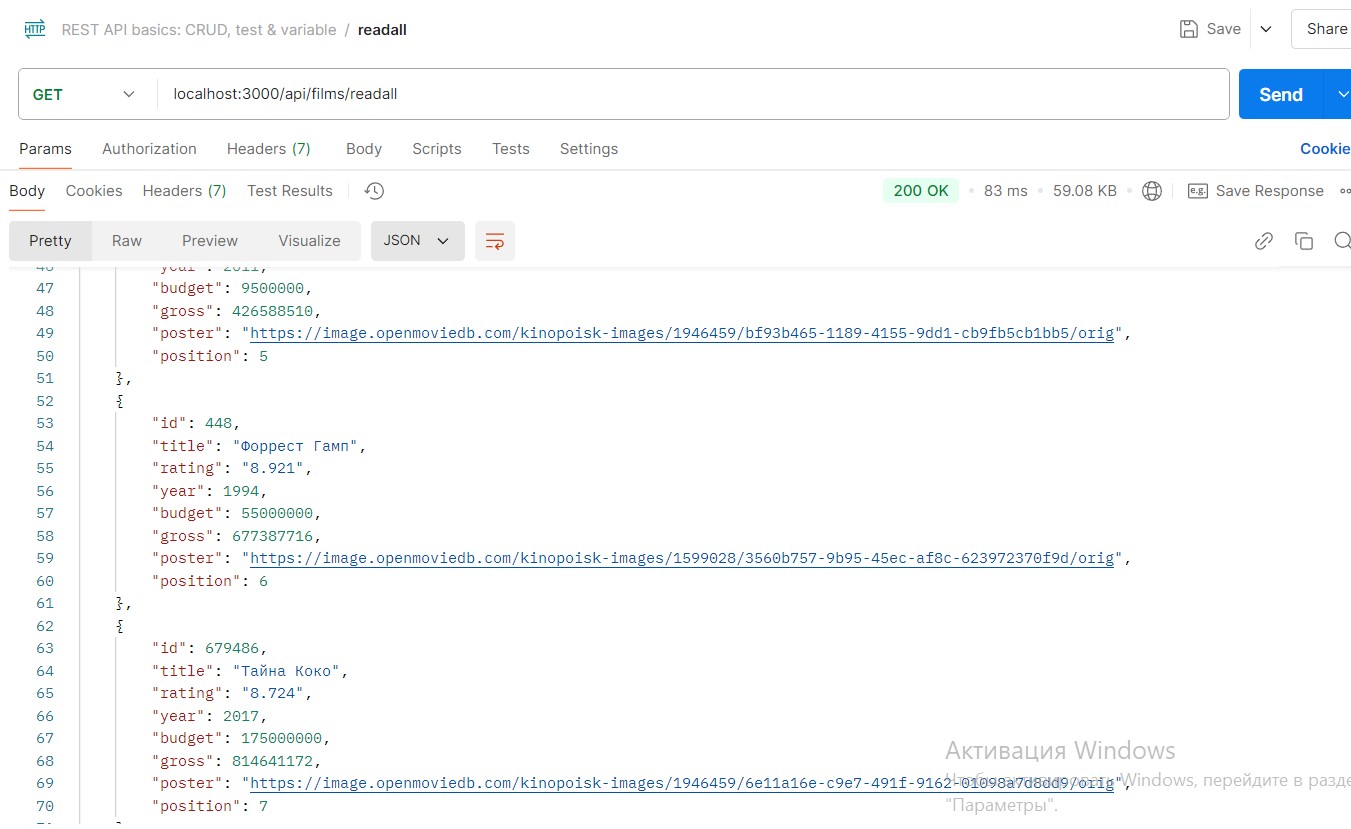 HTTP REST API basics: CRUD, test & variable / readall Save Share
GET localhost:3000/api/films/readall Send
Params Authorization Headers (7) Body Scripts Tests Settings Cookie
Body Cookies Headers (7) Test Results 200 OK 83 ms 59.08 KB e.g. Save Response
Pretty Raw Preview Visualize JSON
46 "year": 2011,
47 "budget": 9500000,
48 "gross": 426588510,
49 "poster": "https://image.openmoviedb.com/kinopoisk-images/1946459/bf93b465-1189-4155-9dd1-cb9fb5cb1bb5/orig",
50 "position": 5
51 },
52 {
53 "id": 448,
54 "title": "Форрест Гамп",
55 "rating": "8.921",
56 "year": 1994,
57 "budget": 55000000,
58 "gross": 677387716,
59 "poster": "https://image.openmoviedb.com/kinopoisk-images/1599028/3560b757-9b95-45ec-af8c-623972370f9d/orig",
60 "position": 6
61 },
62 {
63 "id": 679486,
64 "title": "Тайна Коко",
65 "rating": "8.724",
66 "year": 2017,
67 "budget": 175000000,
68 "gross": 814641172,
69 "poster": "https://image.openmoviedb.com/kinopoisk-images/1946459/6e11a16e-c9e7-491f-9162-01098a7d8ad9/orig",
70 "position": 7
Активация Windows
Чтобы активировать Windows, перейдите в разде
"Параметры".